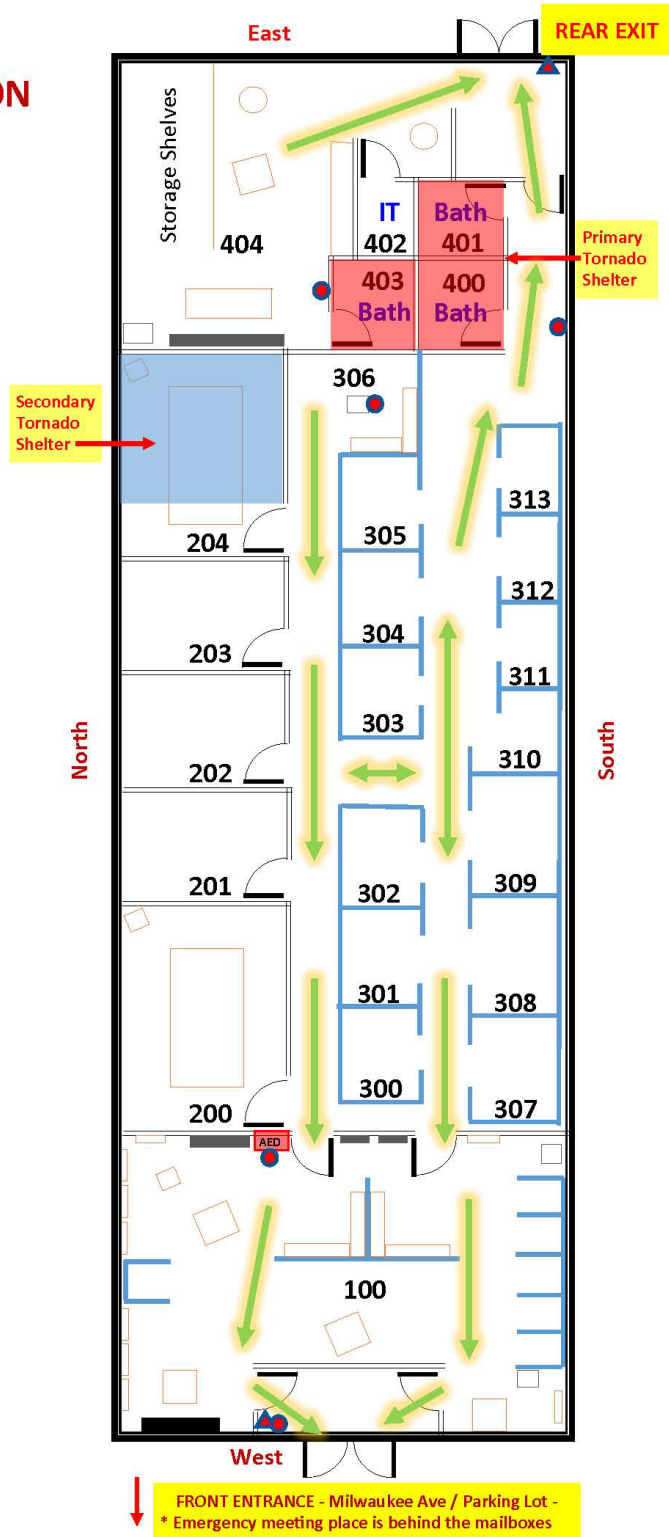 East
REAR EXIT
ON
Storage Shelves
404
IT
402
Bath
401
Primary
Tornado
Shelter
403
Bath
400
Bath
306
Secondary
Tornado
Shelter
204
305
313
203
304
312
303
311
North
South
202
310
201
302
309
301
308
200
300
307
AED
100
West
FRONT ENTRANCE - Milwaukee Ave / Parking Lot -
* Emergency meeting place is behind the mailboxes